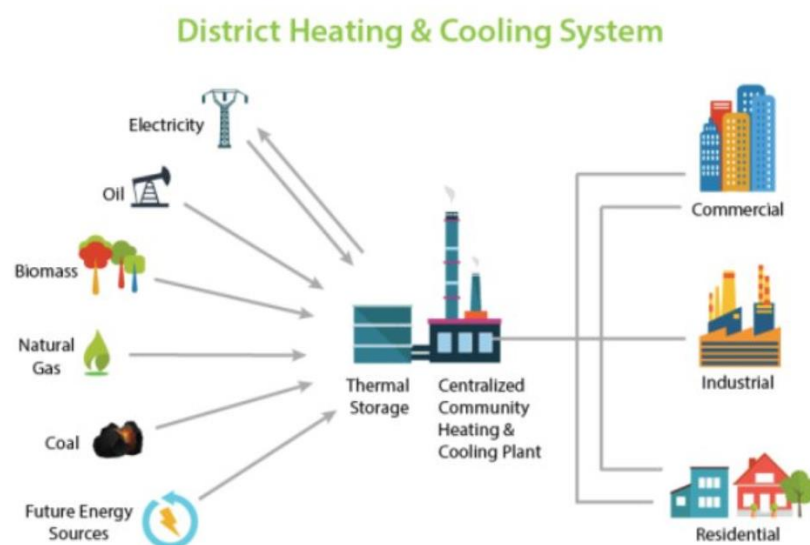 District Heating & Cooling System
Electricity
Oil
Biomass
Natural
Gas
Coal
Future Energy
Sources
Thermal
Storage
Centralized
Community
Heating &
Cooling Plant
Commercial
Industrial
Residential